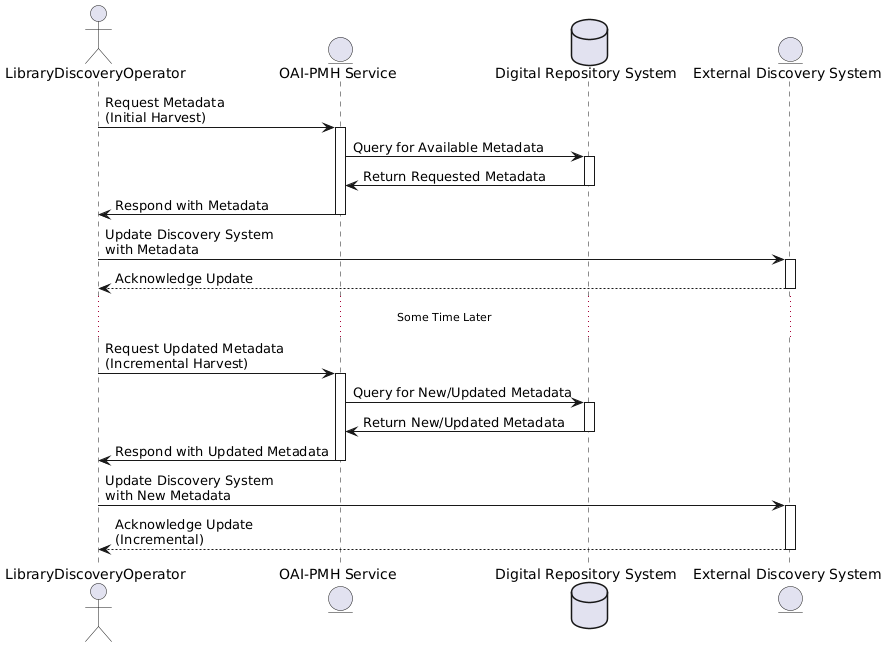 LibraryDiscoveryOperator
OAI-PMH Service
Digital Repository System
External Discovery System
Request Metadata
(Initial Harvest)
Query for Available Metadata
Return Requested Metadata
Respond with Metadata
Update Discovery System
with Metadata
Acknowledge Update
Some Time Later
Request Updated Metadata
(Incremental Harvest)
Query for New/Updated Metadata
Return New/Updated Metadata
Respond with Updated Metadata
Update Discovery System
with New Metadata
Acknowledge Update
(Incremental)
LibraryDiscoveryOperator
OAI-PMH Service
Digital Repository System
External Discovery System